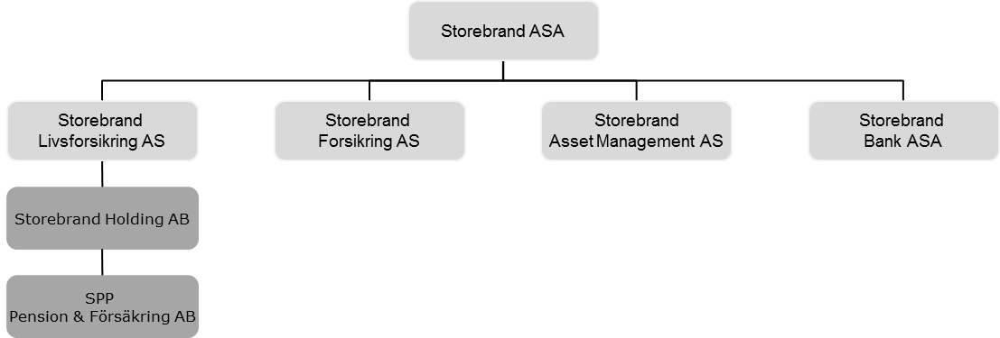 Storebrand ASA
Storebrand
Livsforsikring AS
Storebrand
Forsikring AS
Storebrand
Asset Management AS
Storebrand
Bank ASA
Storebrand Holding AB
SPP
Pension & Försäkring AB